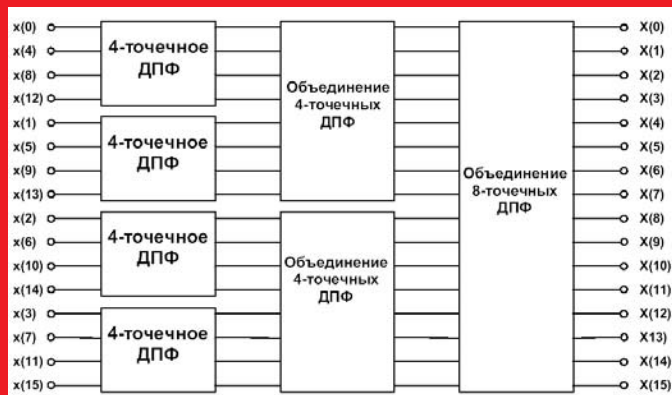 x(0)
x(4)
x(8)
x(12)
x(1)
x(5)
x(9)
x(13)
x(2)
x(6)
x(10)
x(14)
x(3)
x(7)
x(11)
x(15)
4-точечное
ДПФ
4-точечное
ДПФ
4-точечное
ДПФ
4-точечное
ДПФ
Объединение
4-точечных
ДПФ
Объединение
4-точечных
ДПФ
Объединение
8-точечных
ДПФ
X(0)
X(1)
X(2)
X(3)
X(4)
X(5)
X(6)
X(7)
X(8)
X(9)
X(10)
X(11)
X(12)
X13)
X(14)
X(15)